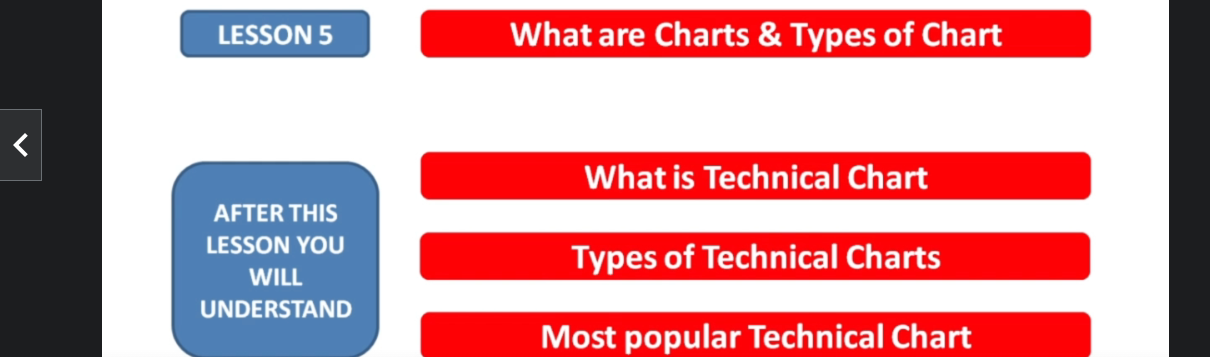 LESSON 5
What are Charts & Types of Chart
What is Technical Chart
AFTER THIS
LESSON YOU
WILL
UNDERSTAND
Types of Technical Charts
Most popular Technical Chart